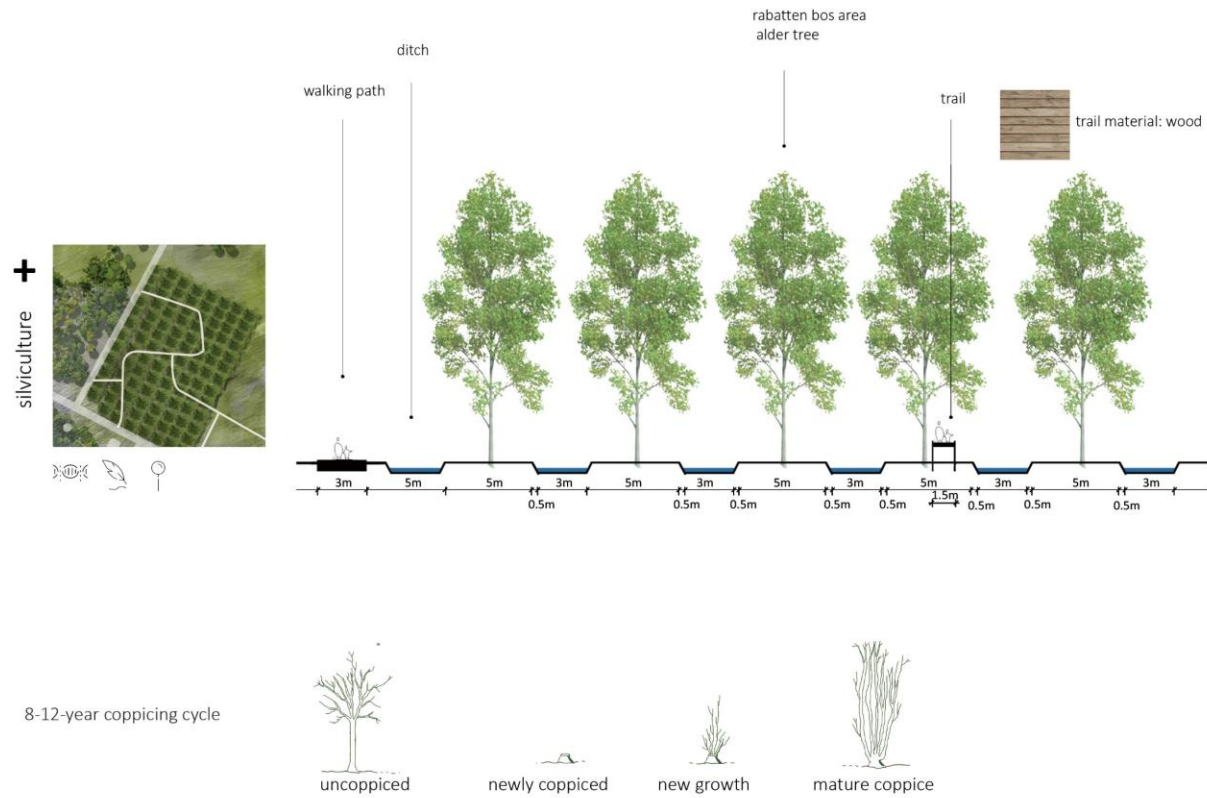 rabatten bos area
alder tree
ditch
walking path
trail
trail material: wood
silviculture +
3m
5m
5m
3m
5m
3m
5m
3m
5m
3m
5m
3m
0.5m
0.5m
0.5m
0.5m
0.5m
1.5m
0.5m
0.5m
0.5m
8-12-year coppicing cycle
uncoppiced
newly coppiced
new growth
mature coppice